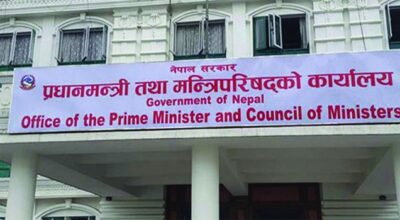 नेपाल सरकार
प्रधानमन्त्री तथा मन्त्रिपरिषद्को कार्यालय
Government of Nepal
Office of the Prime Minister and Council of Ministers